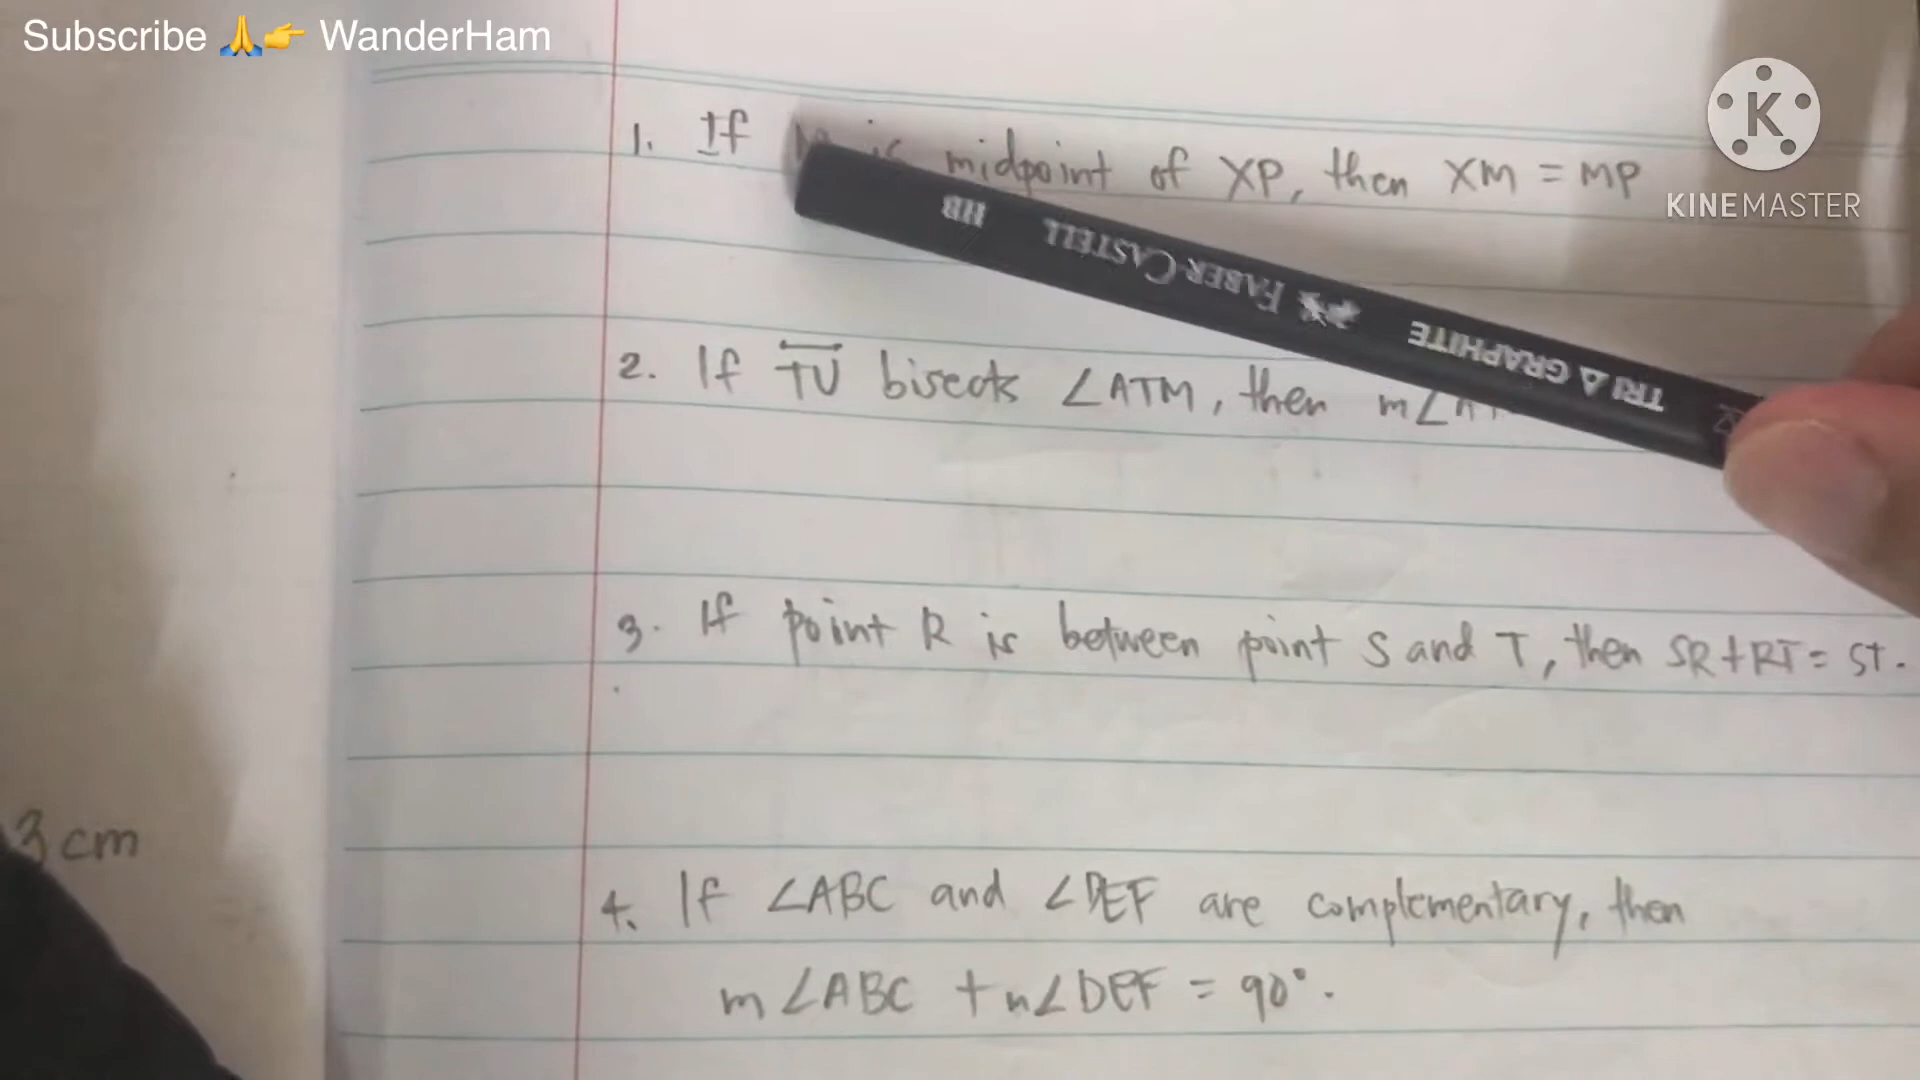 Subscribe 🙏👉 WanderHam
K
KINEMASTER
1. If is midpoint of XP, then XM = MP
HB FABER-CASTELL TRI GRAPHITE
2. If TU bisects ∠ATM, then m∠
3. If point R is between point S and T, then SR+RT= ST.
3cm
4. If ∠ABC and ∠DEF are complementary, then
m∠ABC + m∠DEF = 90°.